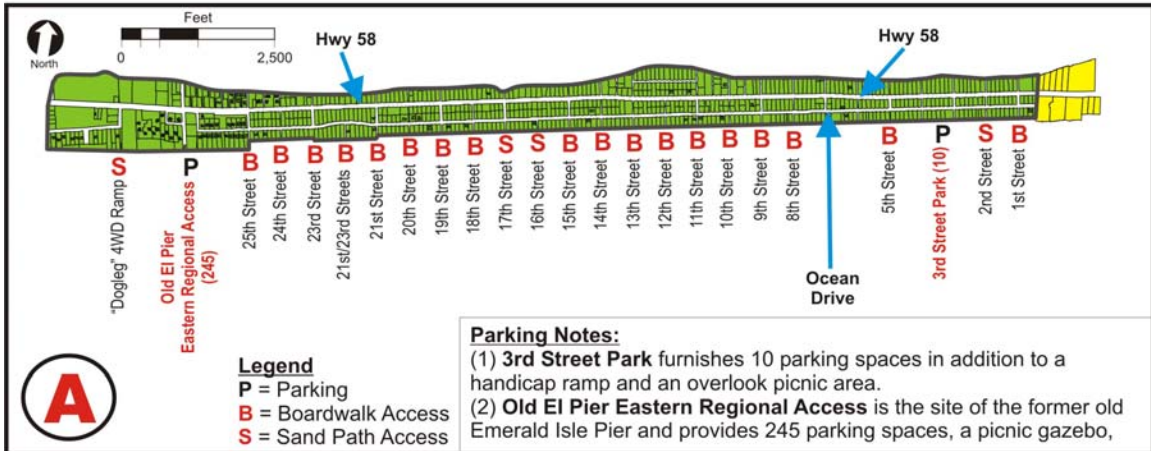 Feet
0 2,500
North
Hwy 58
Hwy 58
S P B B B B B B B B S S B B B B B B B B B P S B
"Dogleg" 4WD Ramp
Old EI Pier
Eastern Regional Access
(245)
25th Street
24th Street
23rd Street
21st/23rd Streets
21st Street
20th Street
19th Street
18th Street
17th Street
16th Street
15th Street
14th Street
13th Street
12th Street
11th Street
10th Street
9th Street
8th Street
5th Street
3rd Street Park (10)
2nd Street
1st Street
Ocean
Drive
A
Legend
P = Parking
B = Boardwalk Access
S = Sand Path Access
Parking Notes:
(1) 3rd Street Park furnishes 10 parking spaces in addition to a
handicap ramp and an overlook picnic area.
(2) Old EI Pier Eastern Regional Access is the site of the former old
Emerald Isle Pier and provides 245 parking spaces, a picnic gazebo,